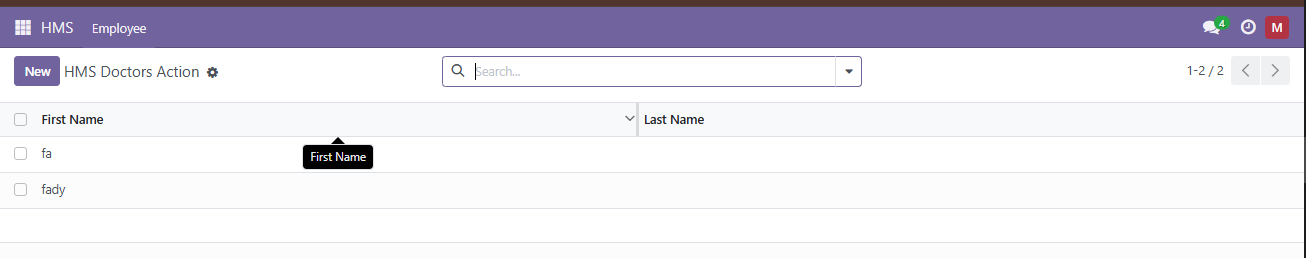 HMS Employee 4 M
New HMS Doctors Action Search... 1-2 / 2
First Name Last Name
fa
First Name
fady